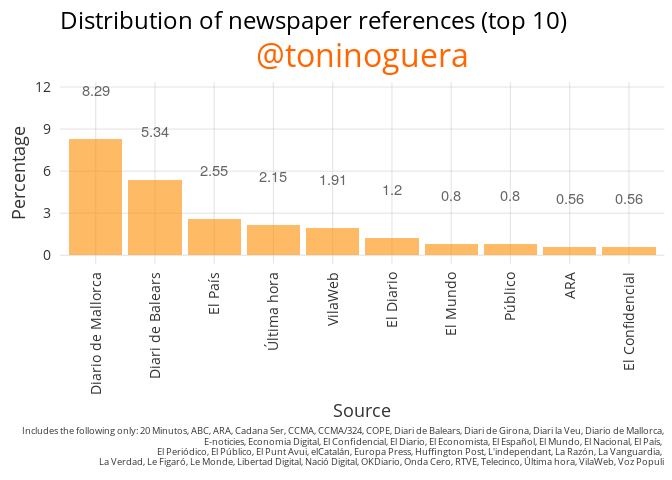 Distribution of newspaper references (top 10)
@toninoguera
Percentage
12
9
6
3
0
8.29
5.34
2.55
2.15
1.91
1.2
0.8
0.8
0.56
0.56
Diario de Mallorca
Diari de Balears
El País
Última hora
VilaWeb
El Diario
El Mundo
Público
ARA
El Confidencial
Source
Includes the following only: 20 Minutos, ABC, ARA, Cadana Ser, CCMA, CCMA/324, COPE, Diari de Balears, Diari de Girona, Diari la Veu, Diario de Mallorca,
E-noticies, Economia Digital, El Confidencial, El Diario, El Economista, El Español, El Mundo, El Nacional, El País,
El Periódico, El Público, El Punt Avui, elCatalán, Europa Press, Huffington Post, L'independant, La Razón, La Vanguardia,
La Verdad, Le Figaró, Le Monde, Libertad Digital, Nació Digital, OKDiario, Onda Cero, RTVE, Telecinco, Última hora, VilaWeb, Voz Populi